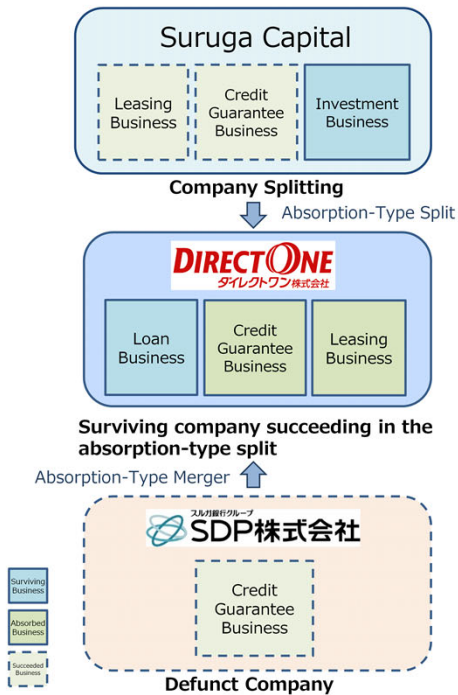 Suruga Capital
Leasing
Business
Credit
Guarantee
Business
Investment
Business
Company Splitting
Absorption-Type Split
DIRECTONE
ダイレクトワン株式会社
Loan
Business
Credit
Guarantee
Business
Leasing
Business
Surviving company succeeding in the
absorption-type split
Absorption-Type Merger
スルガ銀行グループ
SDP株式会社
Credit
Guarantee
Business
Surviving
Business
Absorbed
Business
Succeeded
Business
Defunct Company